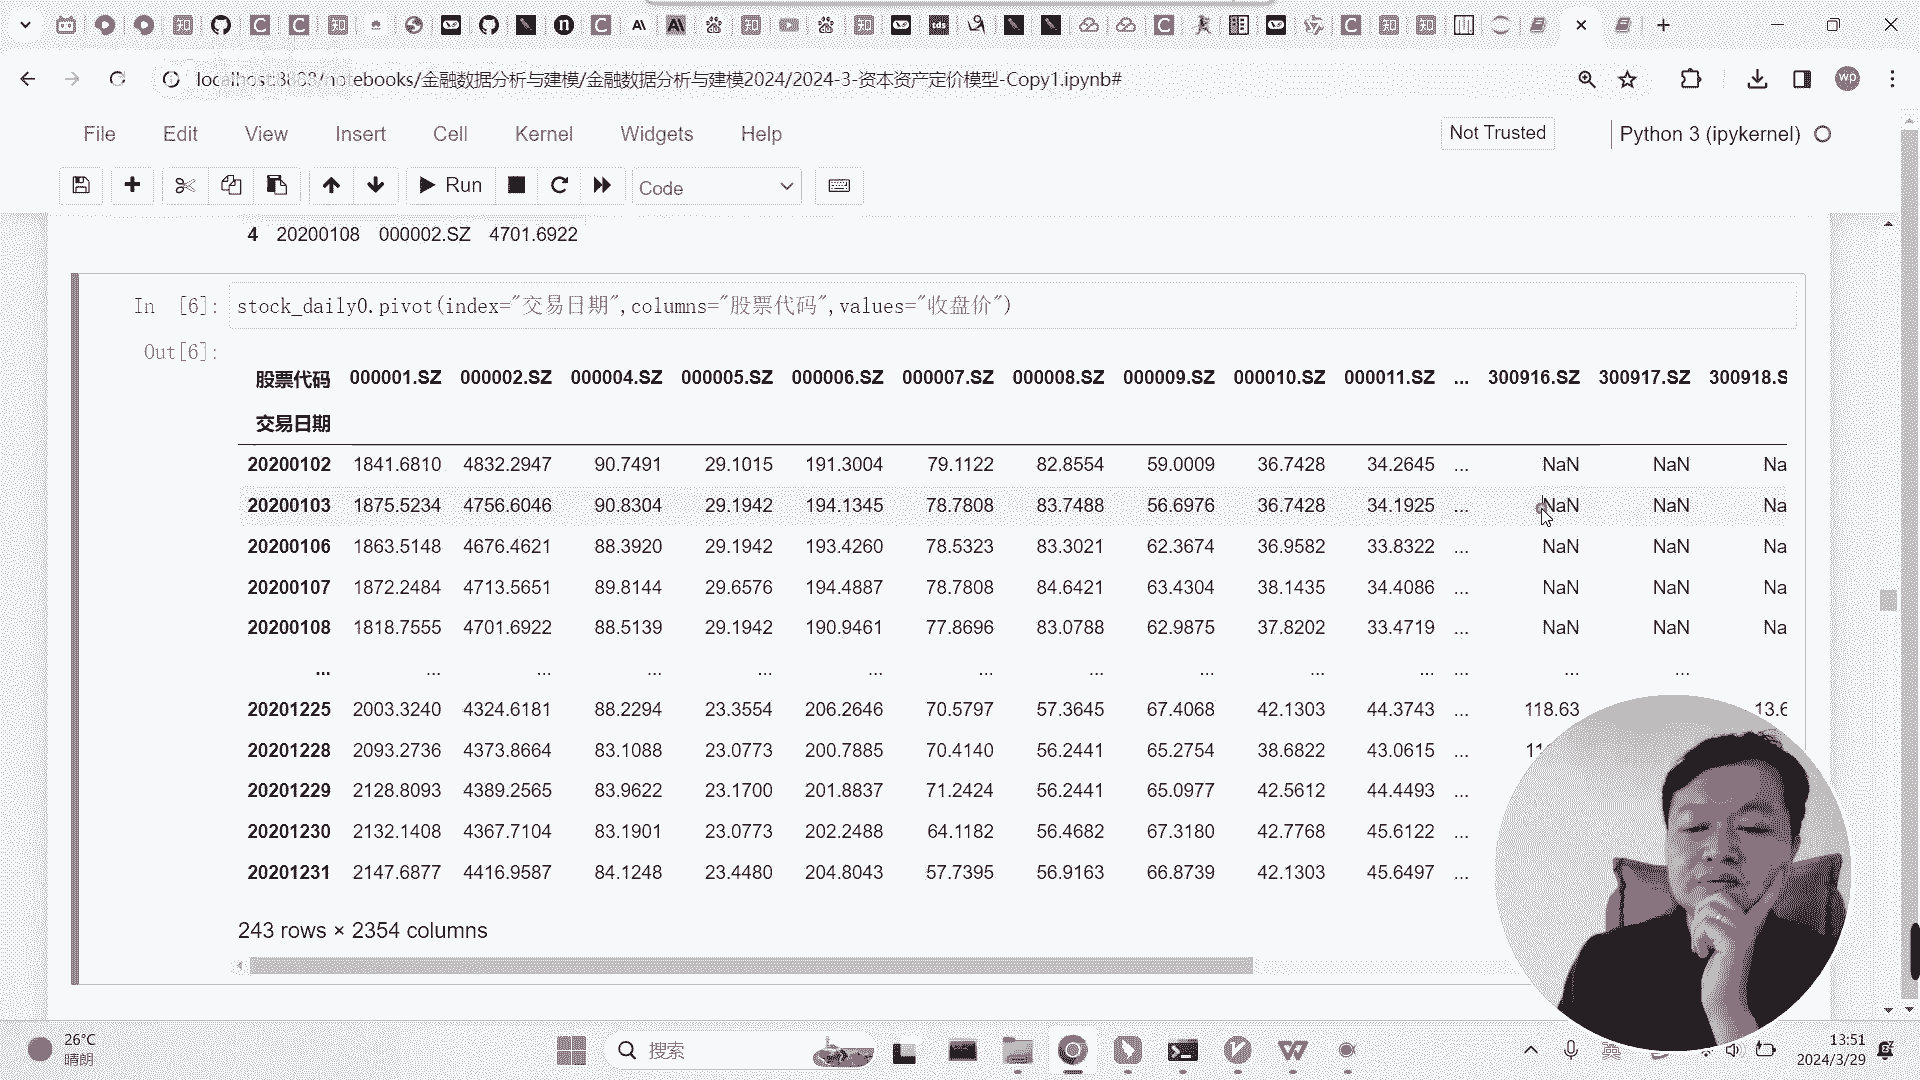 localhost:8888/notebooks/金融数据分析与建模/金融数据分析与建模2024/2024-3-资本资产定价模型-Copy1.ipynb#
wp
File Edit View Insert Cell Kernel Widgets Help
Not Trusted
Python 3 (ipykernel)
Run
Code
4 20200108 000002.SZ 4701.6922
In [6]: stock_daily0.pivot(index="交易日期",columns="股票代码",values="收盘价")
Out[6]:
股票代码 000001.SZ 000002.SZ 000004.SZ 000005.SZ 000006.SZ 000007.SZ 000008.SZ 000009.SZ 000010.SZ 000011.SZ ... 300916.SZ 300917.SZ 300918.S
交易日期
20200102 1841.6810 4832.2947 90.7491 29.1015 191.3004 79.1122 82.8554 59.0009 36.7428 34.2645 ... NaN NaN Na
20200103 1875.5234 4756.6046 90.8304 29.1942 194.1345 78.7808 83.7488 56.6976 36.7428 34.1925 ... NaN NaN Na
20200106 1863.5148 4676.4621 88.3920 29.1942 193.4260 78.5323 83.3021 62.3674 36.9582 33.8322 ... NaN NaN Na
20200107 1872.2484 4713.5651 89.8144 29.6576 194.4887 78.7808 84.6421 63.4304 38.1435 34.4086 ... NaN NaN Na
20200108 1818.7555 4701.6922 88.5139 29.1942 190.9461 77.8696 83.0788 62.9875 37.8202 33.4719 ... NaN NaN Na
... ... ... ... ... ... ... ... ... ... ... ... ... ...
20201225 2003.3240 4324.6181 88.2294 23.3554 206.2646 70.5797 57.3645 67.4068 42.1303 44.3743 ... 118.63 13.6
20201228 2093.2736 4373.8664 83.1088 23.0773 200.7885 70.4140 56.2441 65.2754 38.6822 43.0615 ... 11
20201229 2128.8093 4389.2565 83.9622 23.1700 201.8837 71.2424 56.2441 65.0977 42.5612 44.4493 ...
20201230 2132.1408 4367.7104 83.1901 23.0773 202.2488 64.1182 56.4682 67.3180 42.7768 45.6122 ...
20201231 2147.6877 4416.9587 84.1248 23.4480 204.8043 57.7395 56.9163 66.8739 42.1303 45.6497 ...
243 rows × 2354 columns
26°C
晴朗
搜索
英
13:51
2024/3/29